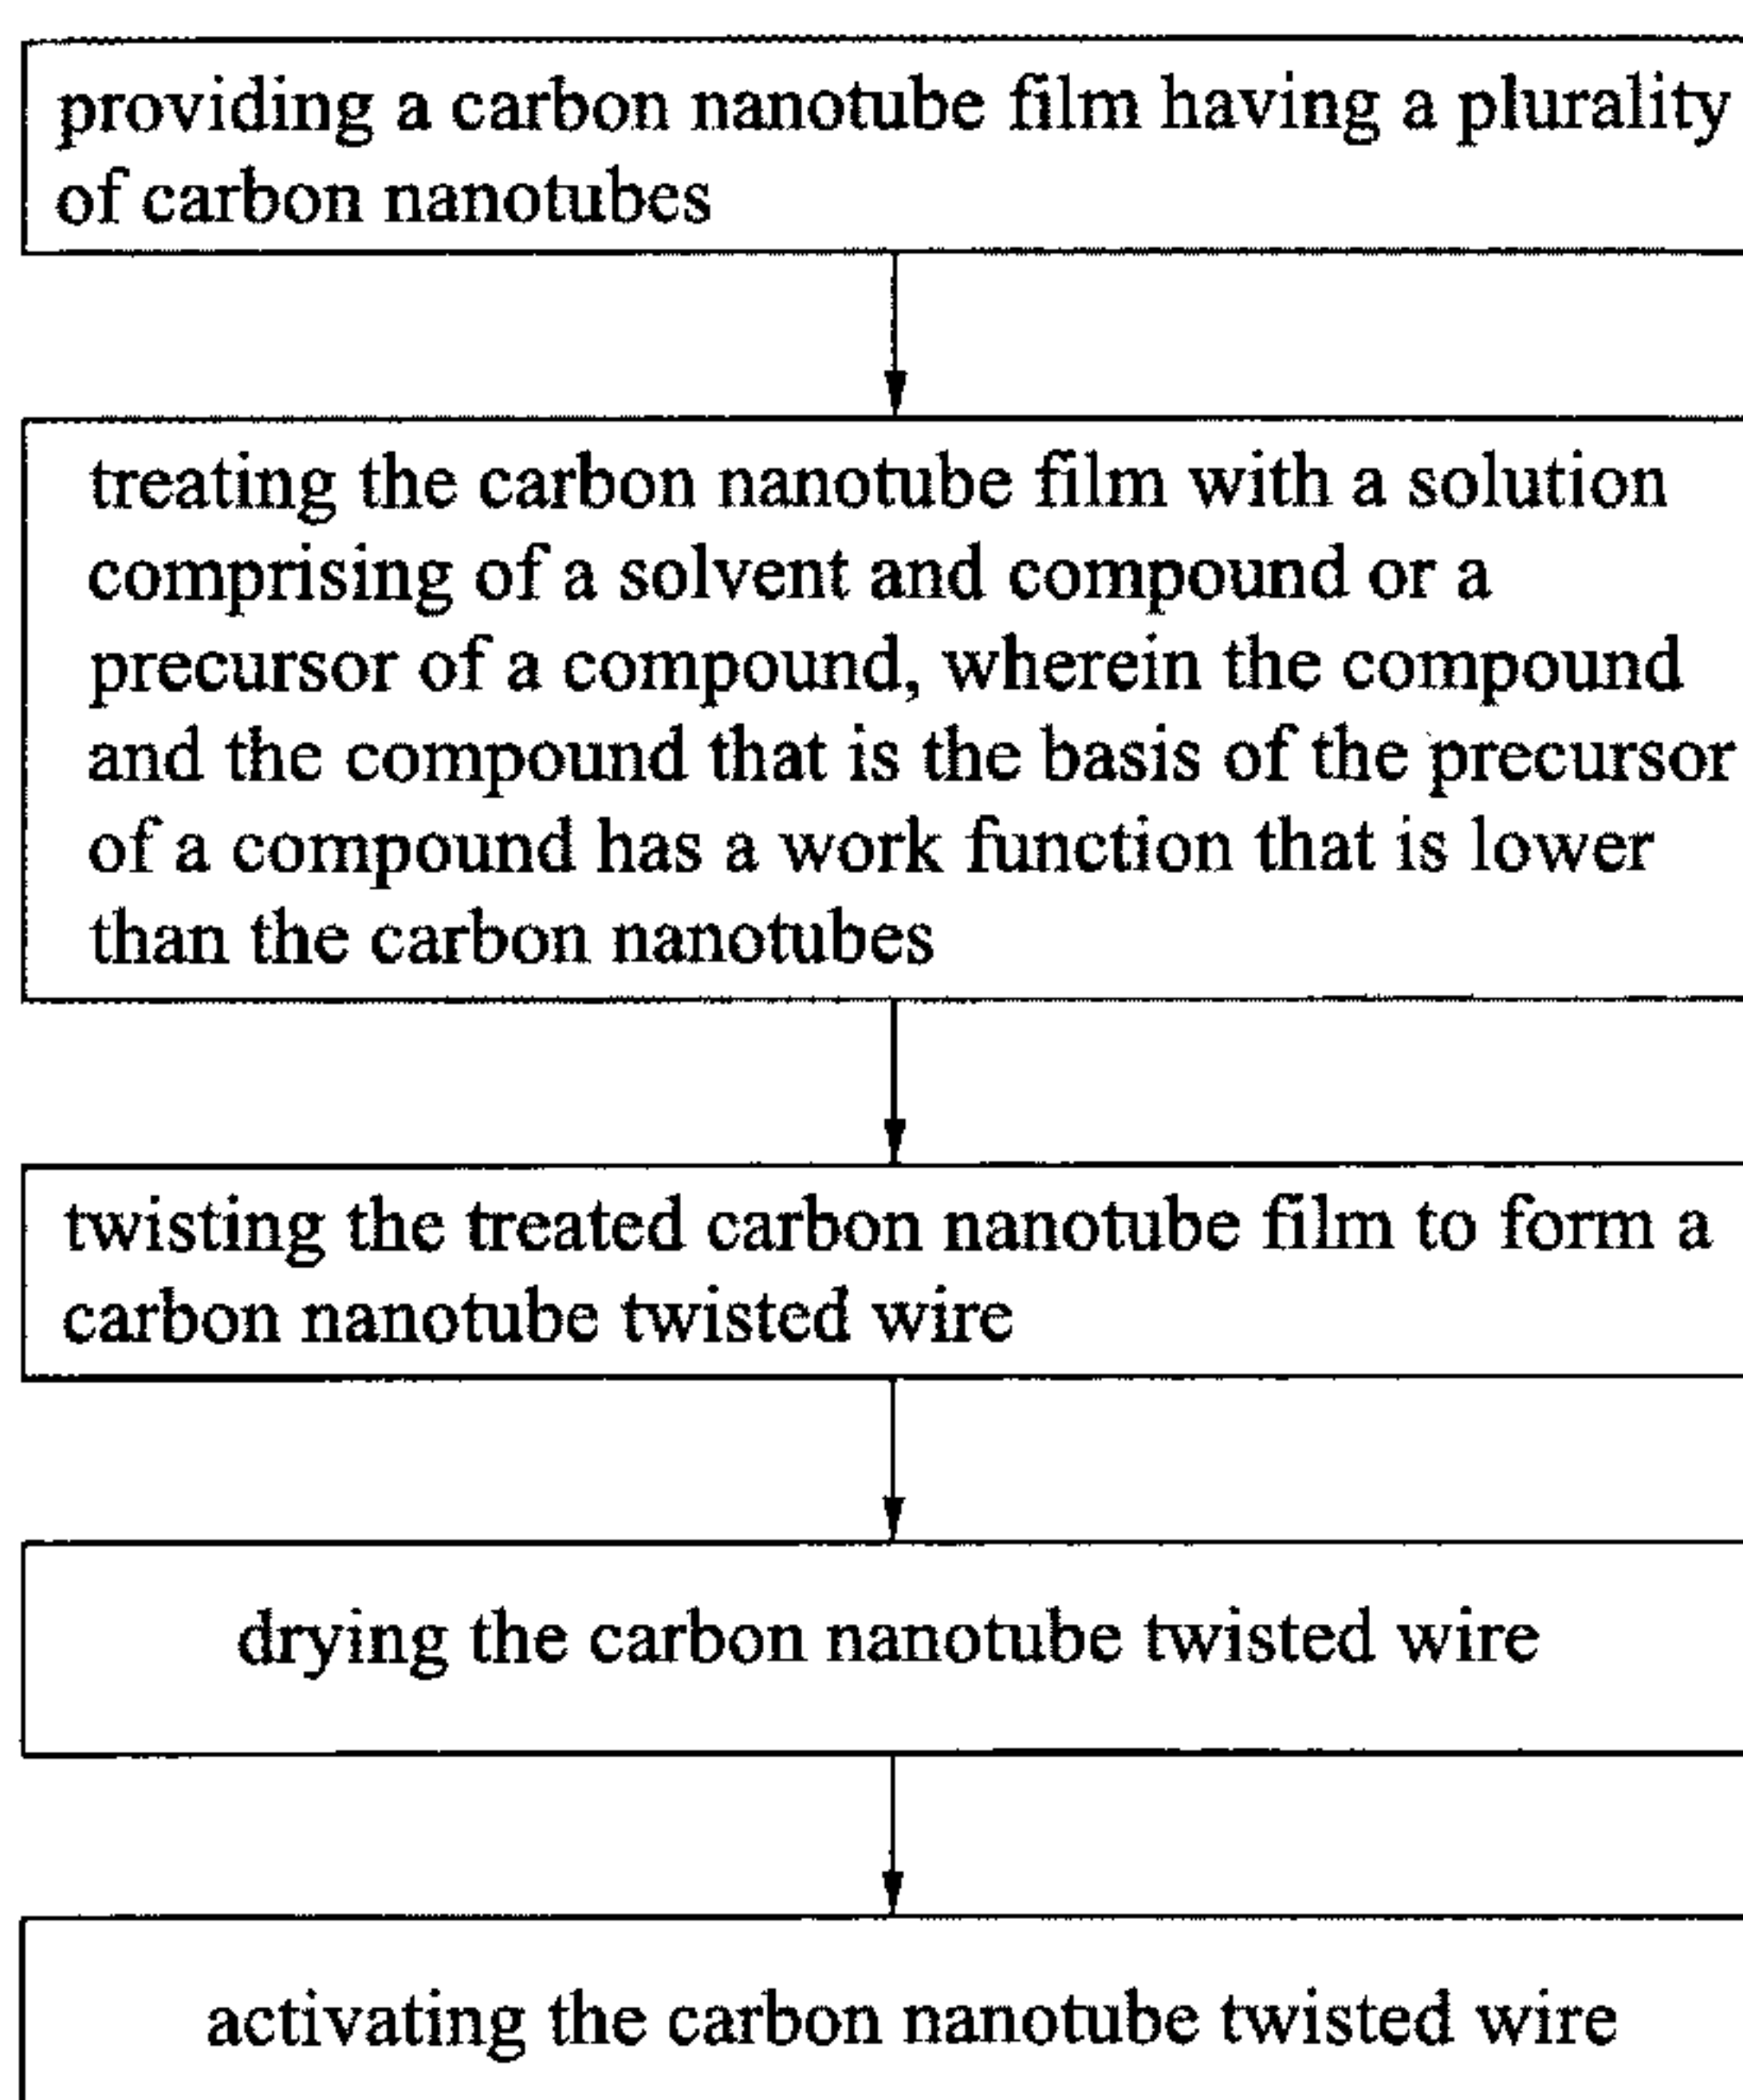 providing a carbon nanotube film having a plurality
of carbon nanotubes
treating the carbon nanotube film with a solution
comprising of a solvent and compound or a
precursor of a compound, wherein the compound
and the compound that is the basis of the precursor
of a compound has a work function that is lower
than the carbon nanotubes
twisting the treated carbon nanotube film to form a
carbon nanotube twisted wire
drying the carbon nanotube twisted wire
activating the carbon nanotube twisted wire